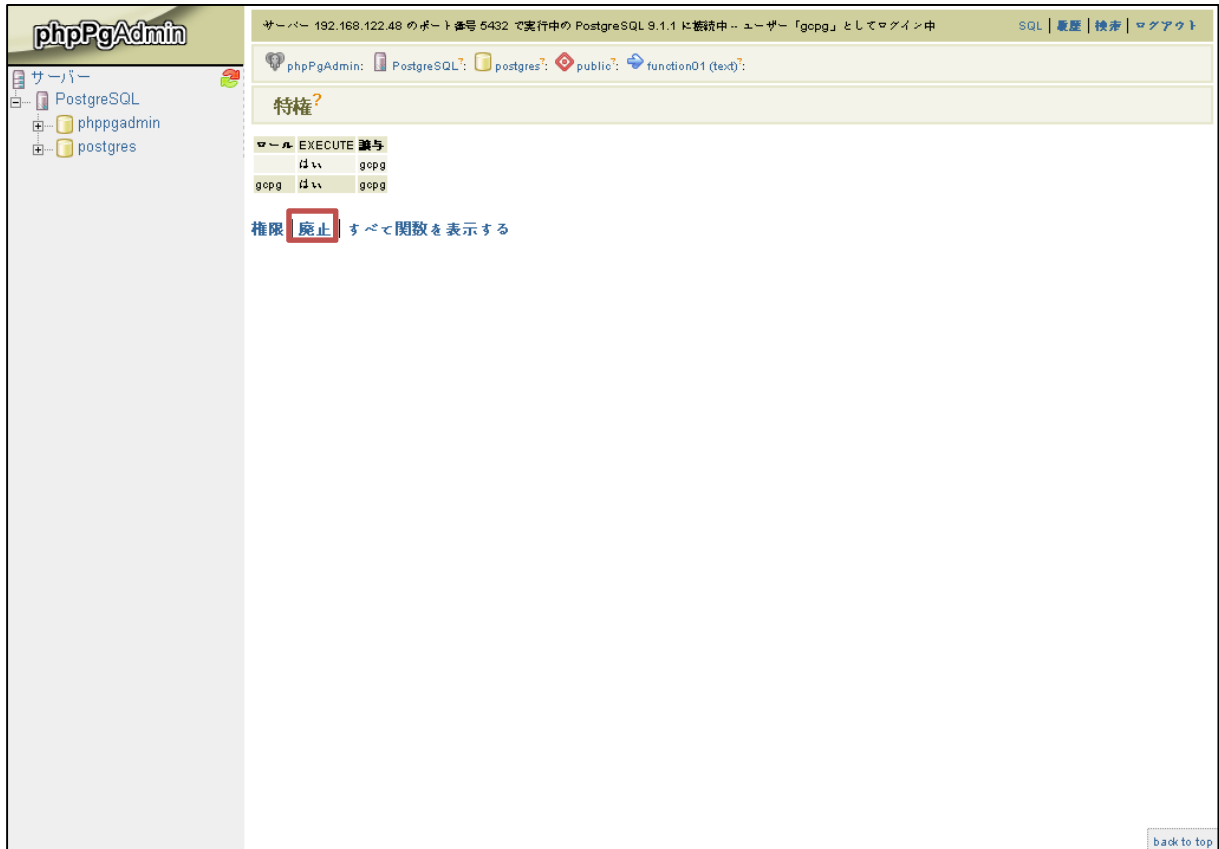 phpPgAdmin
サーバー
PostgreSQL
phppgadmin
postgres
サーバー 192.168.122.48 のポート番号 5432 で実行中の PostgreSQL 9.1.1 に接続中 -- ユーザー「gcpg」としてログイン中
SQL | 履歴 | 検索 | ログアウト
phpPgAdmin: PostgreSQL?: postgres?: public?: function01 (text)?:
特権?
ロール EXECUTE 譲与
はい gcpg
gcpg はい gcpg
権限 | 廃止 | すべて関数を表示する
back to top